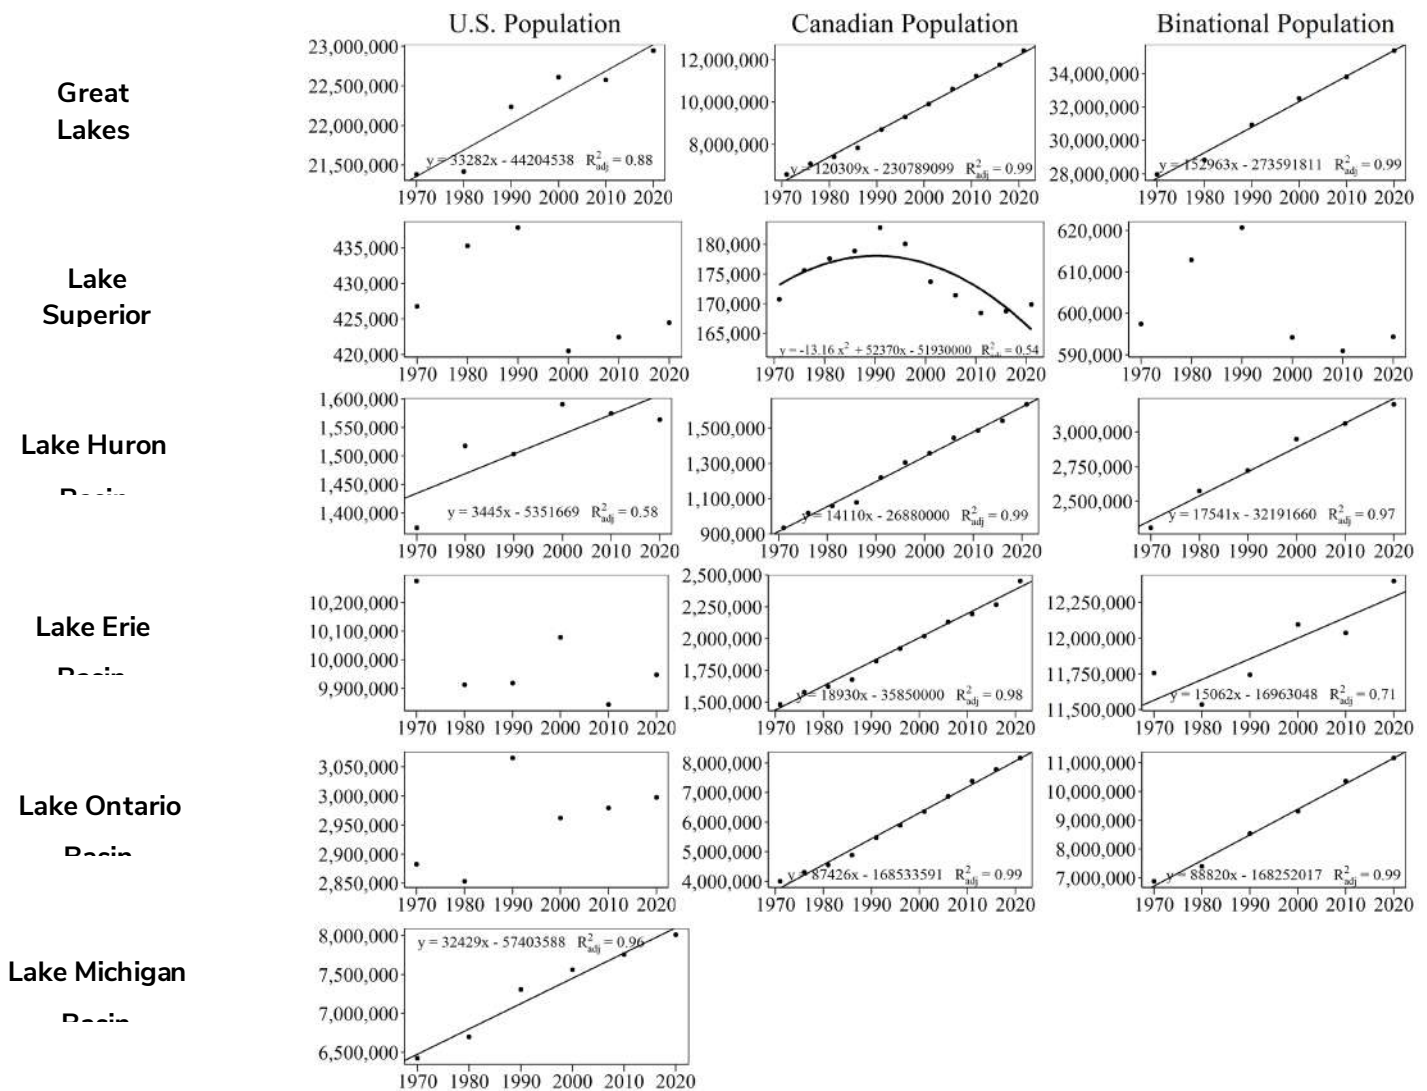 U.S. Population Canadian Population Binational Population
Great
Lakes
23,000,000
22,500,000
22,000,000
21,500,000
y = 33282x - 44204538 R²adj = 0.88
1970 1980 1990 2000 2010 2020
12,000,000
10,000,000
8,000,000
y = 120309x - 230789099 R²adj = 0.99
1970 1980 1990 2000 2010 2020
34,000,000
32,000,000
30,000,000
28,000,000
y = 152963x - 273591811 R²adj = 0.99
1970 1980 1990 2000 2010 2020
Lake
Superior
435,000
430,000
425,000
420,000
1970 1980 1990 2000 2010 2020
180,000
175,000
170,000
165,000
y = -13.16 x² + 52370x - 51930000 R²adj = 0.54
1970 1980 1990 2000 2010 2020
620,000
610,000
600,000
590,000
1970 1980 1990 2000 2010 2020
Lake Huron
Basin
1,600,000
1,550,000
1,500,000
1,450,000
1,400,000
y = 3445x - 5351669 R²adj = 0.58
1970 1980 1990 2000 2010 2020
1,500,000
1,300,000
1,100,000
900,000
y = 14110x - 26880000 R²adj = 0.99
1970 1980 1990 2000 2010 2020
3,000,000
2,750,000
2,500,000
y = 17541x - 32191660 R²adj = 0.97
1970 1980 1990 2000 2010 2020
Lake Erie
Basin
10,200,000
10,100,000
10,000,000
9,900,000
1970 1980 1990 2000 2010 2020
2,500,000
2,250,000
2,000,000
1,750,000
1,500,000
y = 18930x - 35850000 R²adj = 0.98
1970 1980 1990 2000 2010 2020
12,250,000
12,000,000
11,750,000
11,500,000
y = 15062x - 16963048 R²adj = 0.71
1970 1980 1990 2000 2010 2020
Lake Ontario
Basin
3,050,000
3,000,000
2,950,000
2,900,000
2,850,000
1970 1980 1990 2000 2010 2020
8,000,000
7,000,000
6,000,000
5,000,000
4,000,000
y = 87426x - 168533591 R²adj = 0.99
1970 1980 1990 2000 2010 2020
11,000,000
10,000,000
9,000,000
8,000,000
7,000,000
y = 88820x - 168252017 R²adj = 0.99
1970 1980 1990 2000 2010 2020
Lake Michigan
Basin
8,000,000
7,500,000
7,000,000
6,500,000
y = 32429x - 57403588 R²adj = 0.96
1970 1980 1990 2000 2010 2020